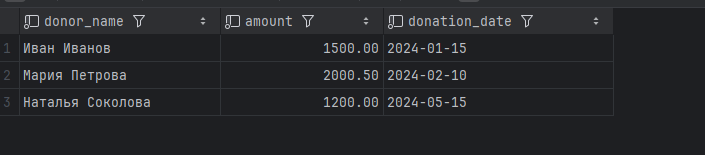 donor_name amount donation_date
1 Иван Иванов 1500.00 2024-01-15
2 Мария Петрова 2000.50 2024-02-10
3 Наталья Соколова 1200.00 2024-05-15